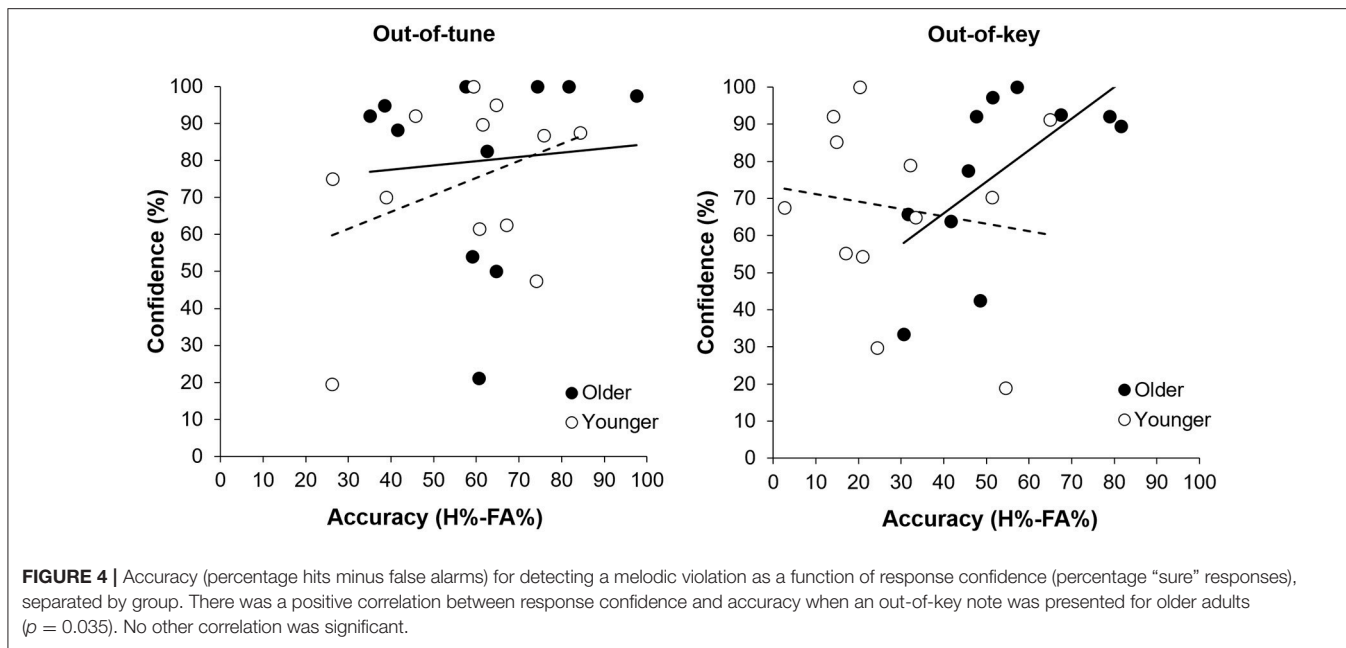 Out-of-tune
Confidence (%)
100
90
80
70
60
50
40
30
20
10
0
0 10 20 30 40 50 60 70 80 90 100
Accuracy (H%-FA%)
Older
Younger
Out-of-key
Confidence (%)
100
90
80
70
60
50
40
30
20
10
0
0 10 20 30 40 50 60 70 80 90 100
Accuracy (H%-FA%)
Older
Younger
FIGURE 4 | Accuracy (percentage hits minus false alarms) for detecting a melodic violation as a function of response confidence (percentage “sure” responses),
separated by group. There was a positive correlation between response confidence and accuracy when an out-of-key note was presented for older adults
(p = 0.035). No other correlation was significant.